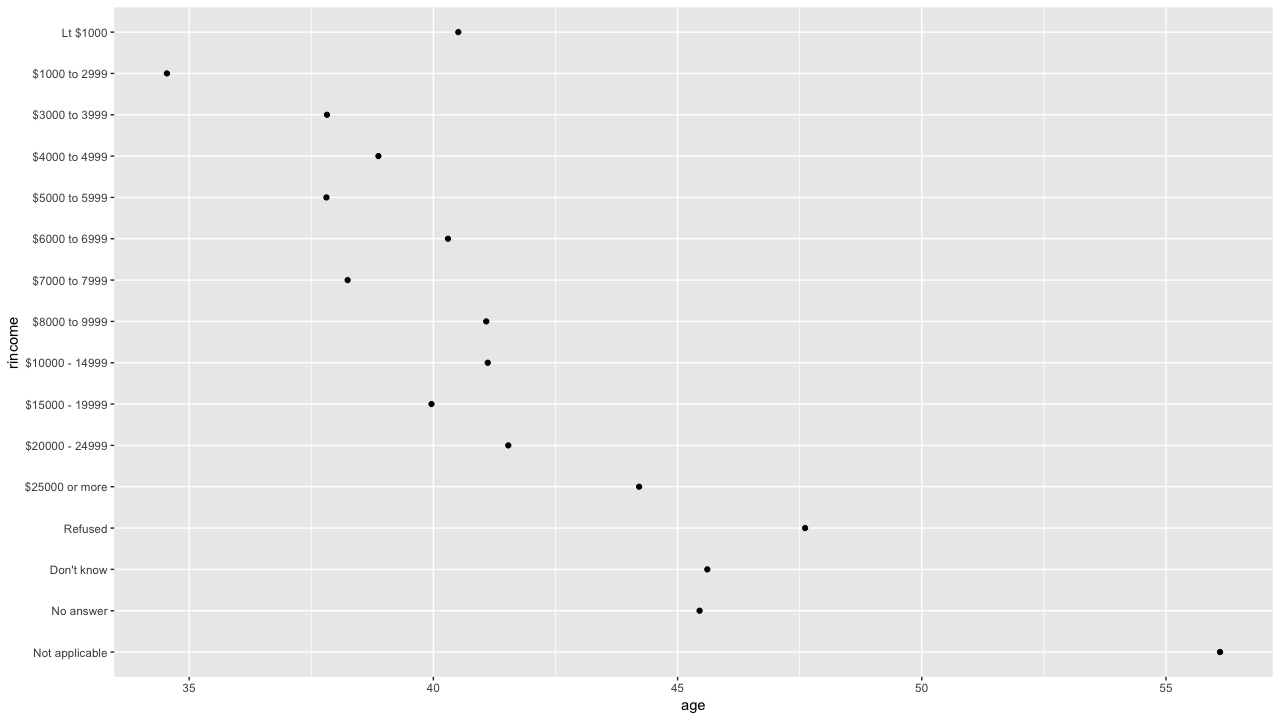 Lt $1000
$1000 to 2999
$3000 to 3999
$4000 to 4999
$5000 to 5999
$6000 to 6999
$7000 to 7999
$8000 to 9999
$10000 - 14999
$15000 - 19999
$20000 - 24999
$25000 or more
Refused
Don't know
No answer
Not applicable
rincome
35 40 45 50 55
age